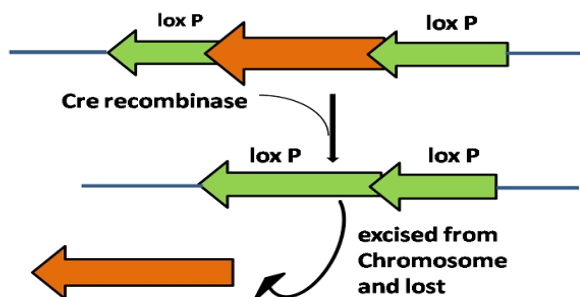 lox P
lox P
Cre recombinase
lox P
lox P
excised from
Chromosome
and lost